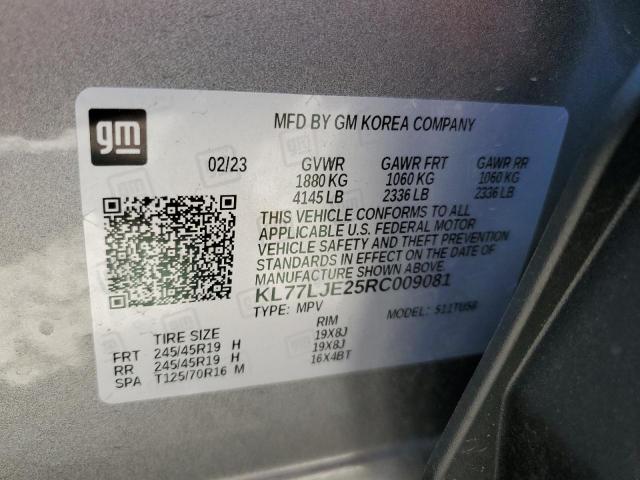 gm
MFD BY GM KOREA COMPANY
02/23 GVWR GAWR FRT GAWR RR
1880 KG 1060 KG 1060 KG
4145 LB 2336 LB 2336 LB
THIS VEHICLE CONFORMS TO ALL
APPLICABLE U.S. FEDERAL MOTOR
VEHICLE SAFETY AND THEFT PREVENTION
STANDARDS IN EFFECT ON THE DATE
OF MANUFACTURE SHOWN ABOVE.
KL77LJE25RC009081
TYPE: MPV MODEL:
TIRE SIZE RIM
FRT 245/45R19 H 19X8J
RR 245/45R19 H 19X8J
SPA T125/70R16 M 16X4BT